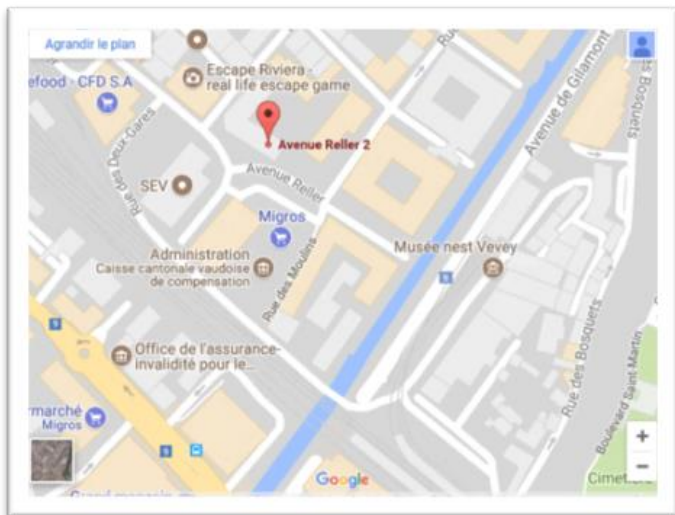 Agrandir le plan
Escape Riviera -
real life escape game
efood - CFD S.A
Rue des Deux-Gares
Avenue Reller 2
Avenue Reller
SEV
Migros
Administration
Caisse cantonale vaudoise
de compensation
Rue des Moulins
Avenue de Gilamont
des Bosquets
Musée nest Vevey
Office de l'assurance-
invalidité pour le...
Rue des Bosquets
Boulevard Saint-Martin
rmarché
Migros
Google
+
−